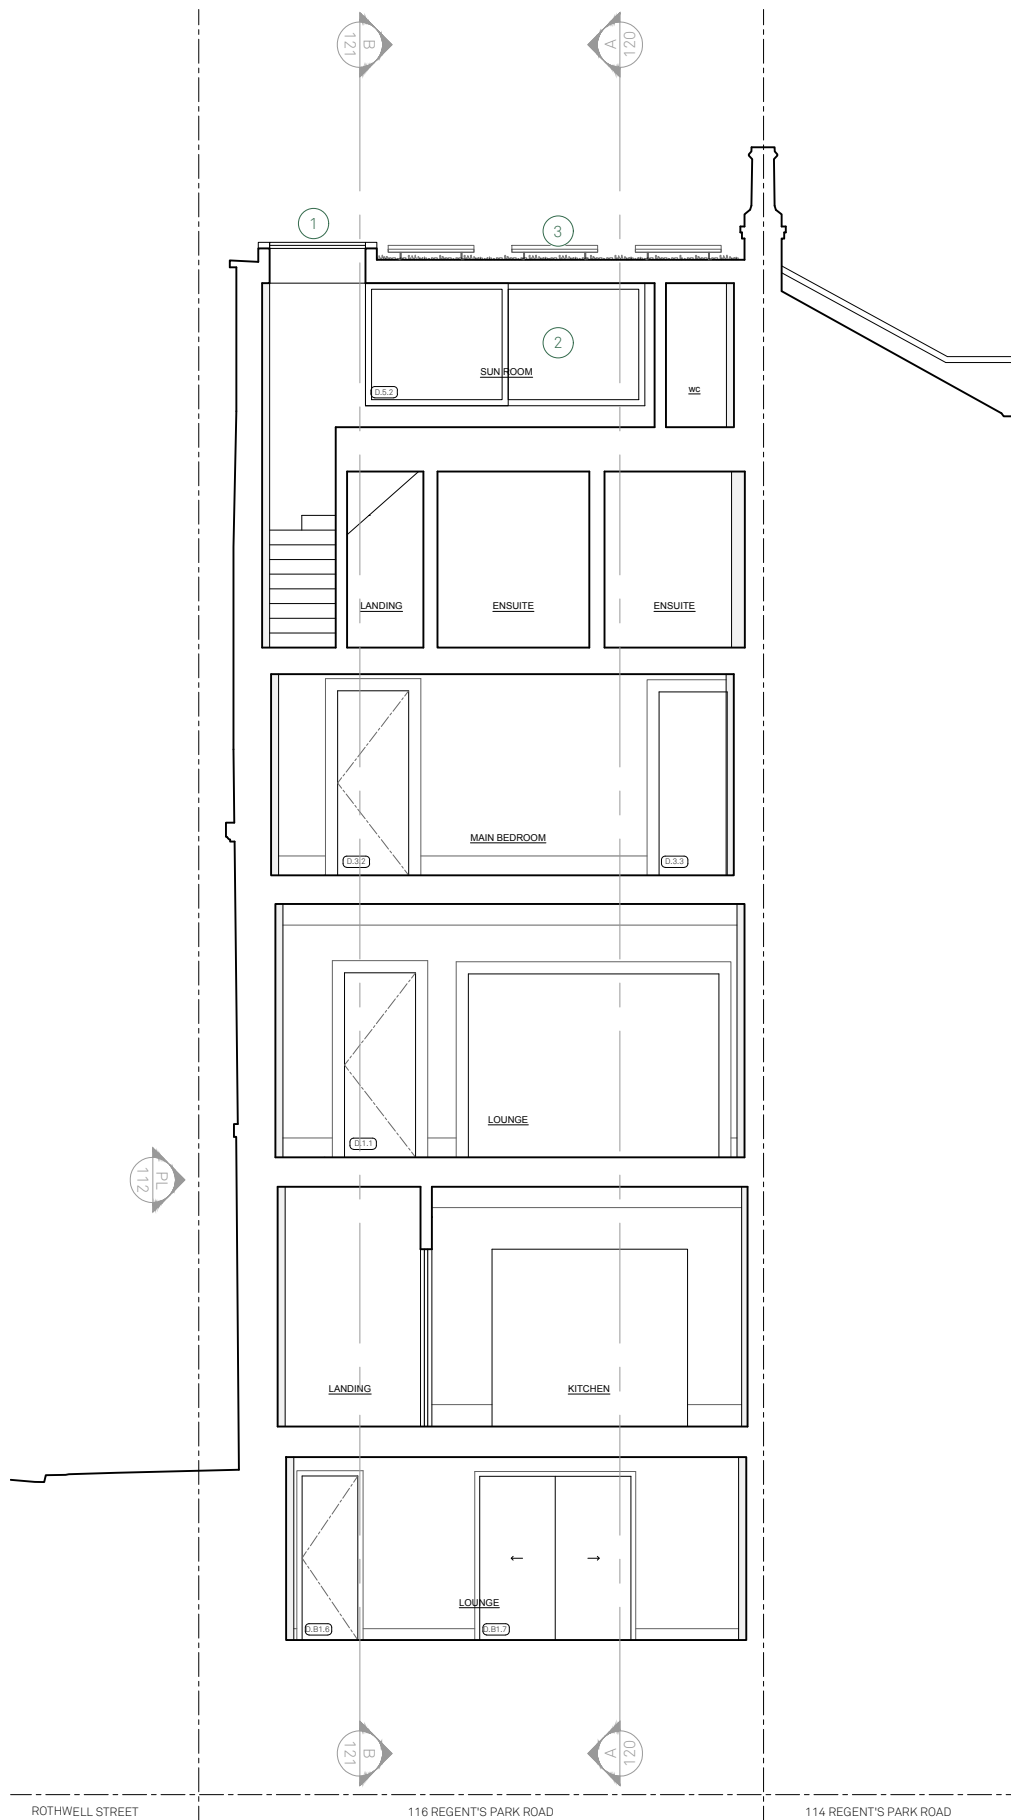 B
121
A
120
1
3
2
SUN ROOM
D.5.2
WC
LANDING
ENSUITE
ENSUITE
MAIN BEDROOM
D.3.2
D.3.3
LOUNGE
D.1.1
PL
112
LANDING
KITCHEN
LOUNGE
D.B1.6
D.B1.7
B
121
A
120
ROTHWELL STREET
116 REGENT'S PARK ROAD
114 REGENT'S PARK ROAD